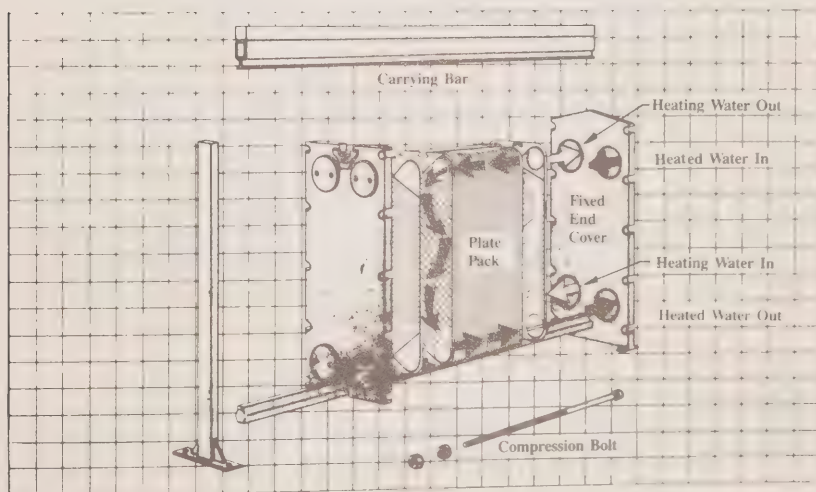 Carrying Bar
Heating Water Out
Heated Water In
Fixed
End
Cover
Plate
Pack
Heating Water In
Heated Water Out
Compression Bolt